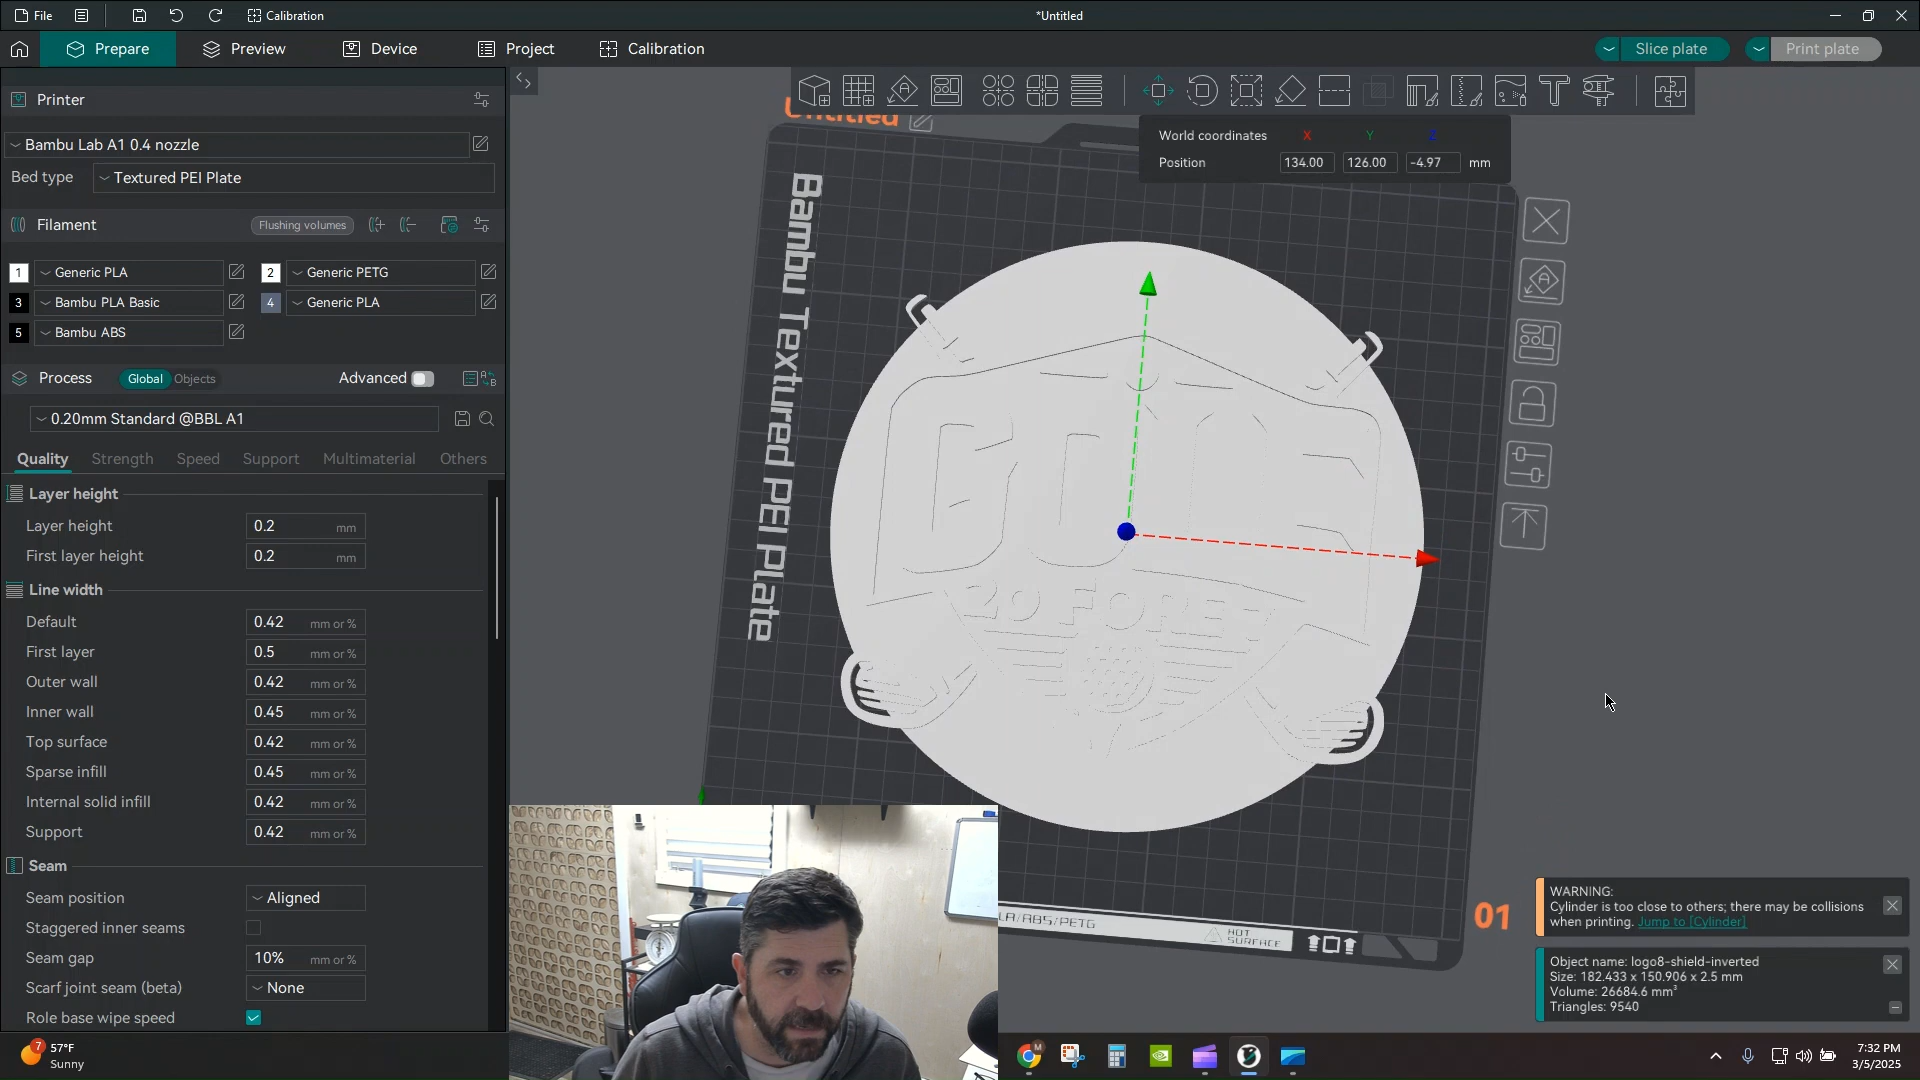 File
Calibration
*Untitled
Prepare
Preview
Device
Project
Calibration
Slice plate
Print plate
Printer
Bambu Lab A1 0.4 nozzle
Bed type
Textured PEI Plate
Filament
Flushing volumes
1 Generic PLA
2 Generic PETG
3 Bambu PLA Basic
4 Generic PLA
5 Bambu ABS
Process
Global
Objects
Advanced
0.20mm Standard @BBL A1
Quality
Strength
Speed
Support
Multimaterial
Others
Layer height
Layer height 0.2 mm
First layer height 0.2 mm
Line width
Default 0.42 mm or %
First layer 0.5 mm or %
Outer wall 0.42 mm or %
Inner wall 0.45 mm or %
Top surface 0.42 mm or %
Sparse infill 0.45 mm or %
Internal solid infill 0.42 mm or %
Support 0.42 mm or %
Seam
Seam position Aligned
Staggered inner seams
Seam gap 10% mm or %
Scarf joint seam (beta) None
Role base wipe speed
Untitled
World coordinates X Y Z
Position 134.00 126.00 -4.97 mm
Bambu Textured PEI Plate
LA/ABS/PETG
HOT
SURFACE
01
WARNING:
Cylinder is too close to others; there may be collisions
when printing. Jump to [Cylinder]
Object name: logo8-shield-inverted
Size: 182.433 x 150.906 x 2.5 mm
Volume: 26684.6 mm³
Triangles: 9540
7
57°F
Sunny
M
7:32 PM
3/5/2025